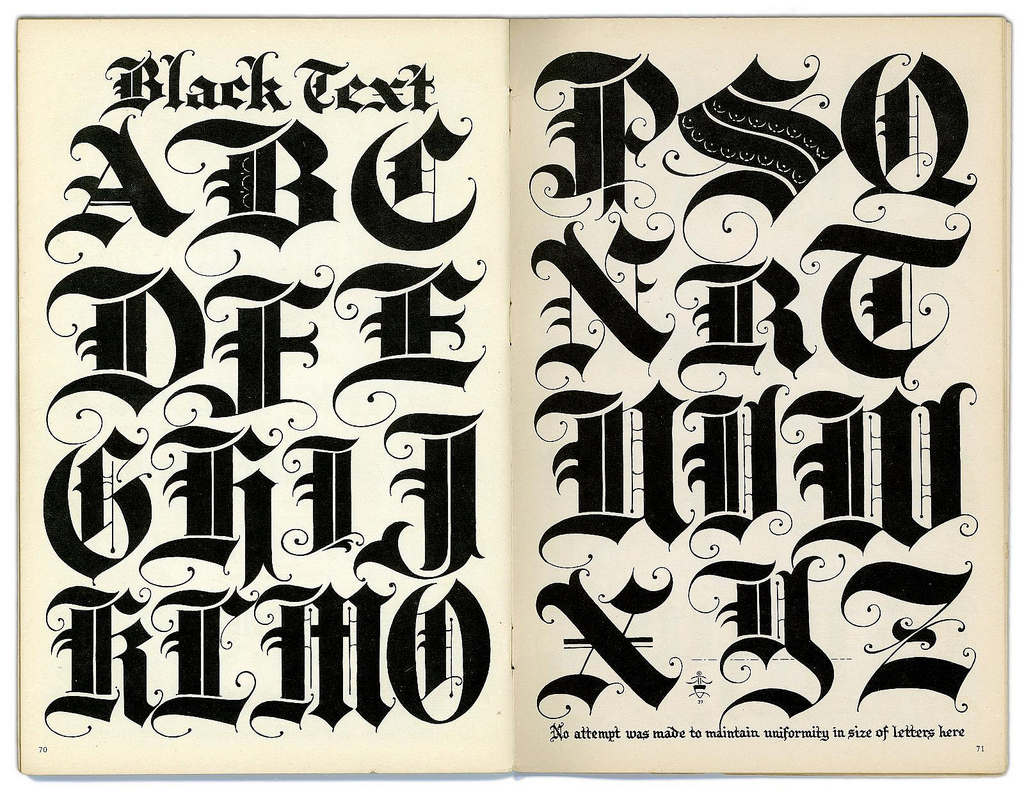 Black Text
A B C
D F E
G H I J
K L M O
70
P S Q
N R T
U V W
X Y Z
No attempt was made to maintain uniformity in size of letters here
71